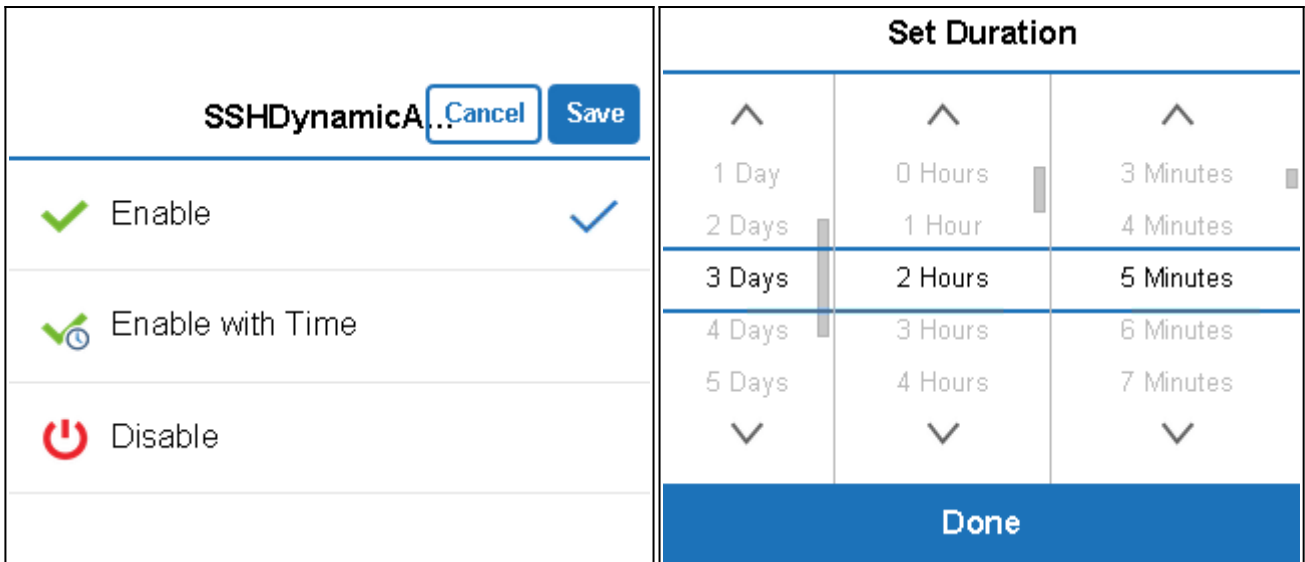 SSHDynamicA...
Cancel
Save
Enable
Enable with Time
Disable
Set Duration
1 Day 0 Hours 3 Minutes
2 Days 1 Hour 4 Minutes
3 Days 2 Hours 5 Minutes
4 Days 3 Hours 6 Minutes
5 Days 4 Hours 7 Minutes
Done